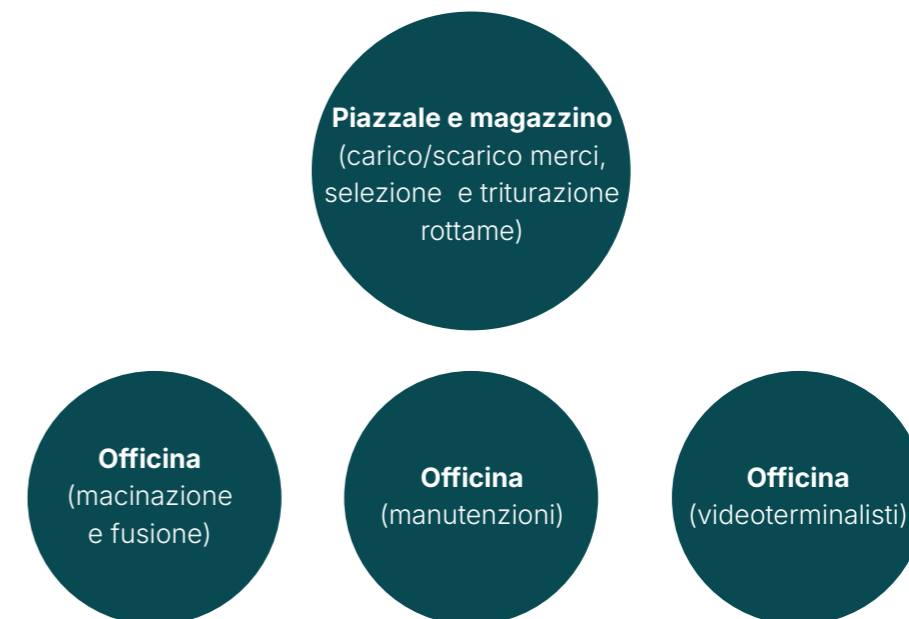 Piazzale e magazzino
(carico/scarico merci,
selezione e triturazione
rottame)
Officina
(macinazione
e fusione)
Officina
(manutenzioni)
Officina
(videoterminalisti)